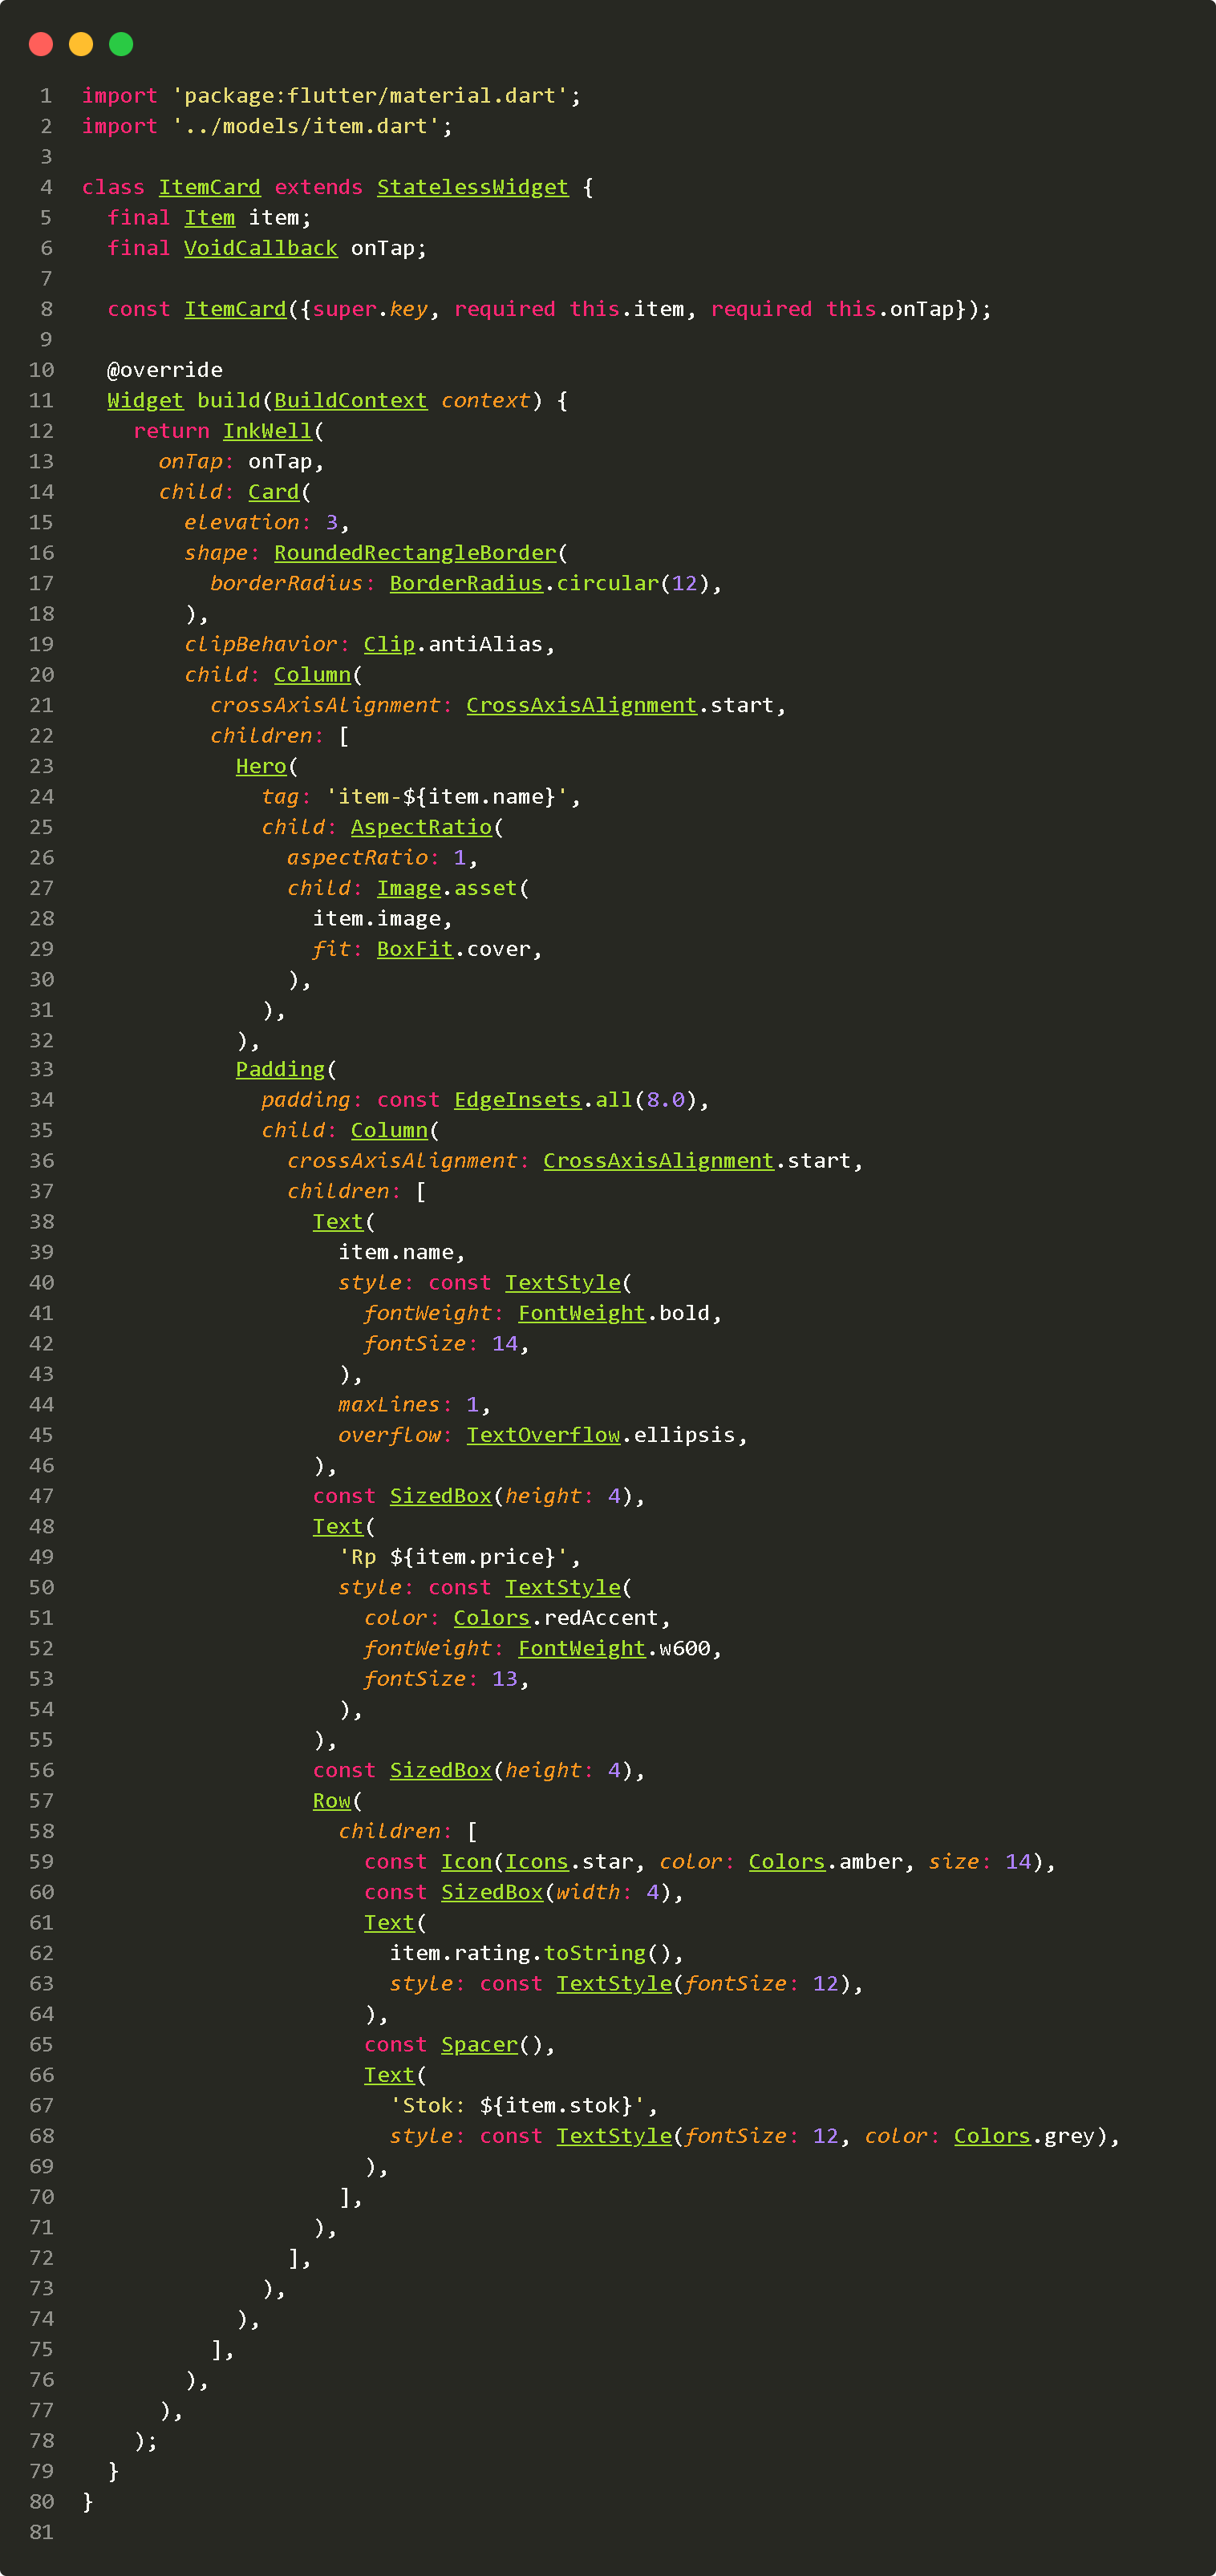 1 import 'package:flutter/material.dart';
2 import '../models/item.dart';
3
4 class ItemCard extends StatelessWidget {
5   final Item item;
6   final VoidCallback onTap;
7
8   const ItemCard({super.key, required this.item, required this.onTap});
9
10   @override
11   Widget build(BuildContext context) {
12     return InkWell(
13       onTap: onTap,
14       child: Card(
15         elevation: 3,
16         shape: RoundedRectangleBorder(
17           borderRadius: BorderRadius.circular(12),
18         ),
19         clipBehavior: Clip.antiAlias,
20         child: Column(
21           crossAxisAlignment: CrossAxisAlignment.start,
22           children: [
23             Hero(
24               tag: 'item-${item.name}',
25               child: AspectRatio(
26                 aspectRatio: 1,
27                 child: Image.asset(
28                   item.image,
29                   fit: BoxFit.cover,
30                 ),
31               ),
32             ),
33             Padding(
34               padding: const EdgeInsets.all(8.0),
35               child: Column(
36                 crossAxisAlignment: CrossAxisAlignment.start,
37                 children: [
38                   Text(
39                     item.name,
40                     style: const TextStyle(
41                       fontWeight: FontWeight.bold,
42                       fontSize: 14,
43                     ),
44                     maxLines: 1,
45                     overflow: TextOverflow.ellipsis,
46                   ),
47                   const SizedBox(height: 4),
48                   Text(
49                     'Rp ${item.price}',
50                     style: const TextStyle(
51                       color: Colors.redAccent,
52                       fontWeight: FontWeight.w600,
53                       fontSize: 13,
54                     ),
55                   ),
56                   const SizedBox(height: 4),
57                   Row(
58                     children: [
59                       const Icon(Icons.star, color: Colors.amber, size: 14),
60                       const SizedBox(width: 4),
61                       Text(
62                         item.rating.toString(),
63                         style: const TextStyle(fontSize: 12),
64                       ),
65                       const Spacer(),
66                       Text(
67                         'Stok: ${item.stok}',
68                         style: const TextStyle(fontSize: 12, color: Colors.grey),
69                       ),
70                     ],
71                   ),
72                 ],
73               ),
74             ),
75           ],
76         ),
77       ),
78     );
79   }
80 }
81